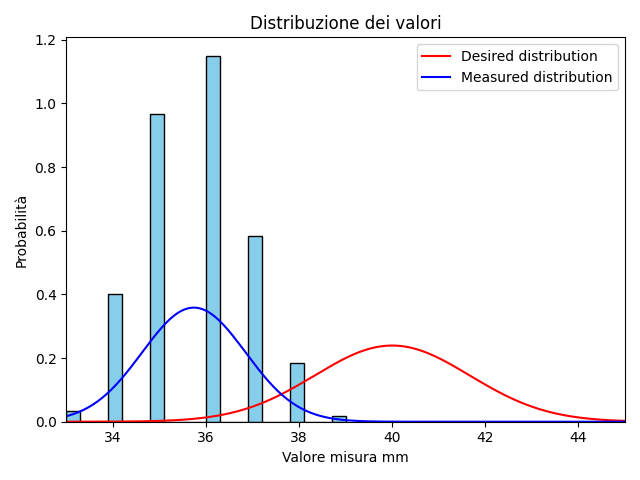 Distribuzione dei valori
Desired distribution
Measured distribution
Probabilità
1.2
1.0
0.8
0.6
0.4
0.2
0.0
34 36 38 40 42 44
Valore misura mm